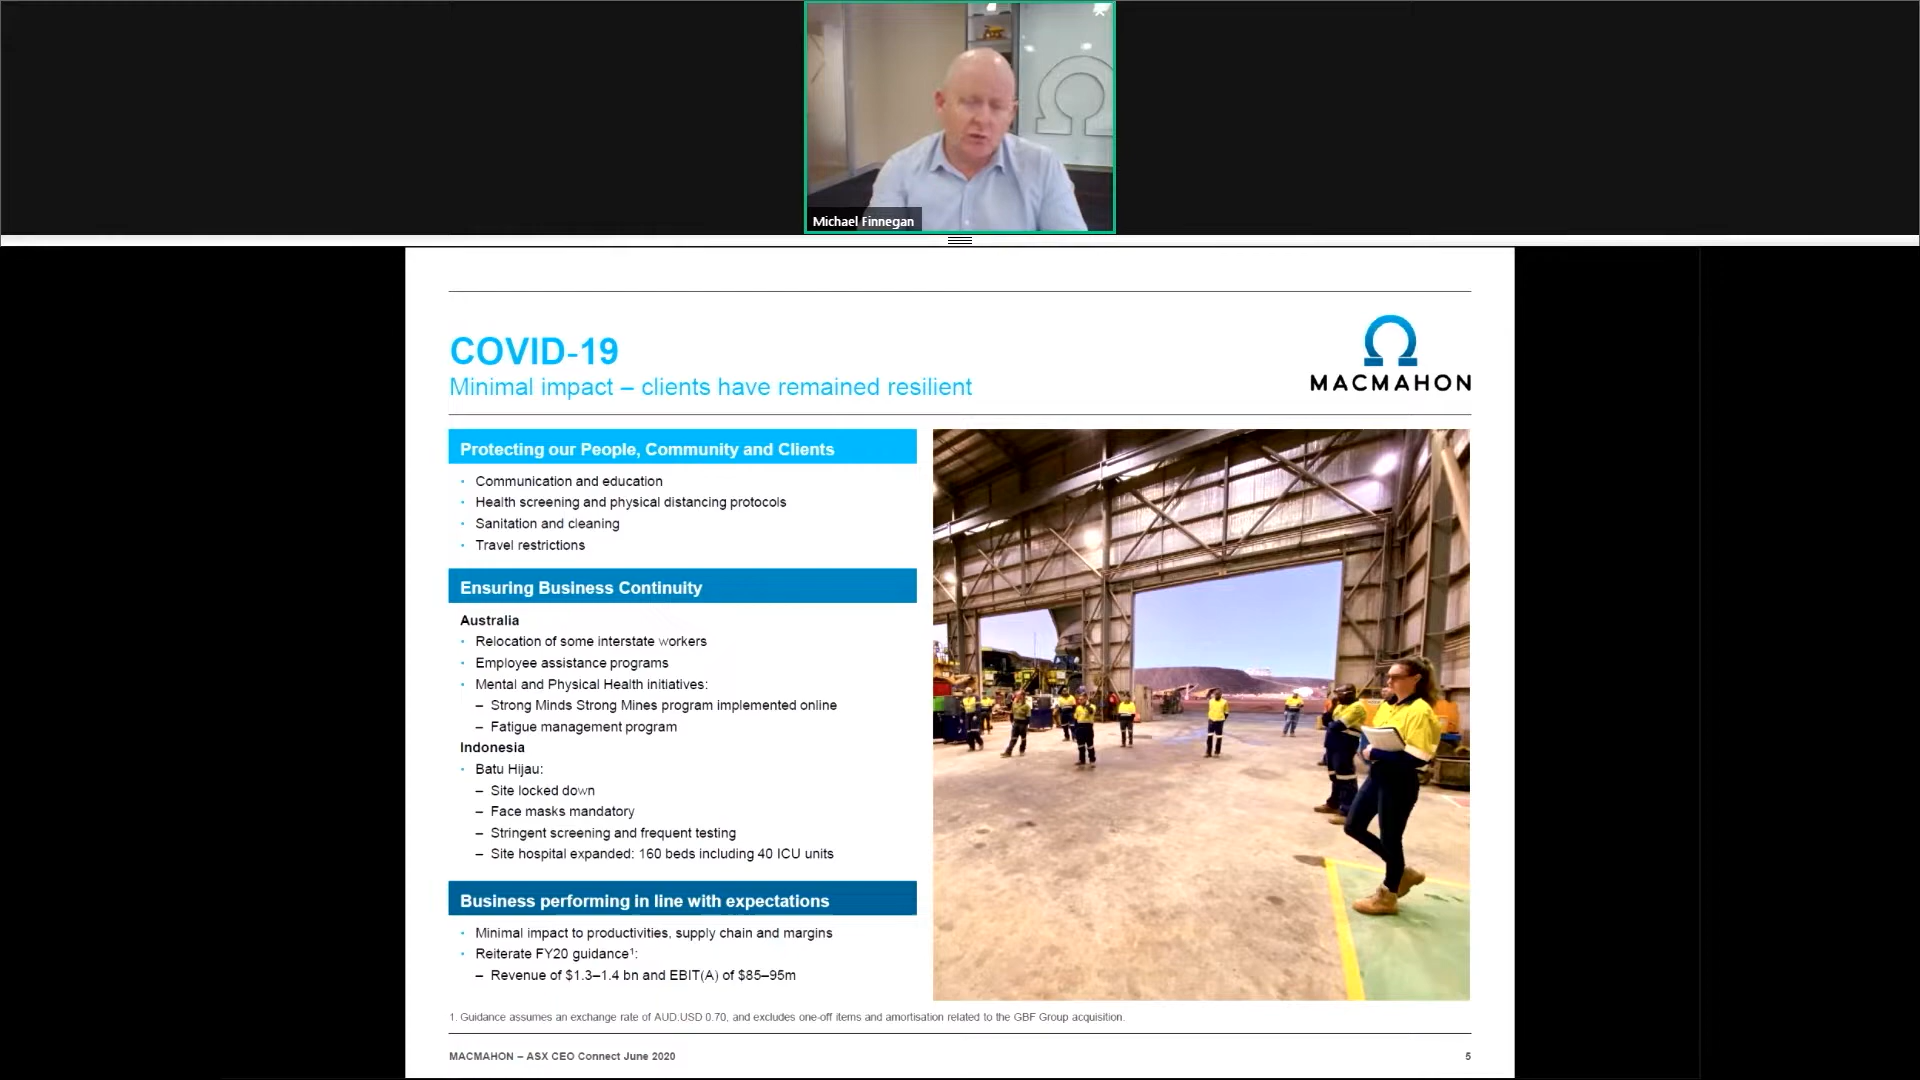 Michael Finnegan
COVID-19
Minimal impact – clients have remained resilient
MACMAHON
Protecting our People, Community and Clients
• Communication and education
• Health screening and physical distancing protocols
• Sanitation and cleaning
• Travel restrictions
Ensuring Business Continuity
Australia
• Relocation of some interstate workers
• Employee assistance programs
• Mental and Physical Health initiatives:
– Strong Minds Strong Mines program implemented online
– Fatigue management program
Indonesia
• Batu Hijau:
– Site locked down
– Face masks mandatory
– Stringent screening and frequent testing
– Site hospital expanded: 160 beds including 40 ICU units
Business performing in line with expectations
• Minimal impact to productivities, supply chain and margins
• Reiterate FY20 guidance¹:
– Revenue of $1.3–1.4 bn and EBIT(A) of $85–95m
1. Guidance assumes an exchange rate of AUD.USD 0.70, and excludes one-off items and amortisation related to the GBF Group acquisition.
MACMAHON – ASX CEO Connect June 2020
5